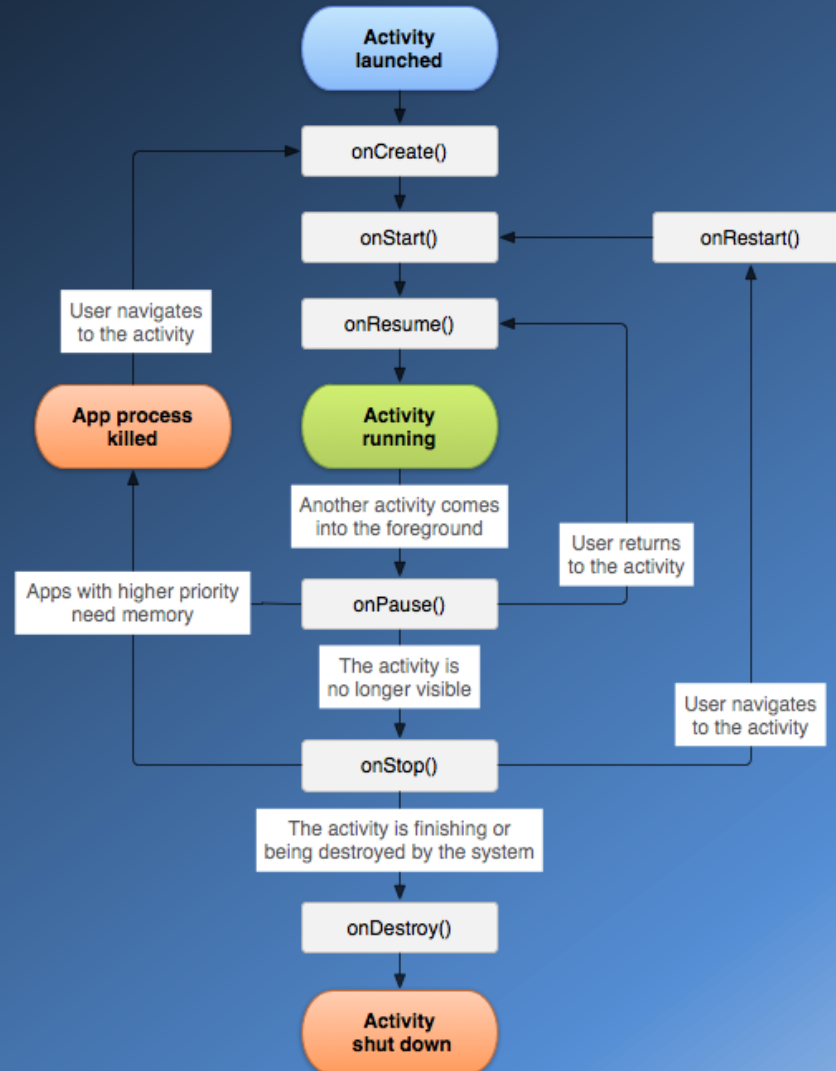 Activity
launched
onCreate()
onStart()
onRestart()
User navigates
to the activity
onResume()
App process
killed
Activity
running
Another activity comes
into the foreground
User returns
to the activity
Apps with higher priority
need memory
onPause()
The activity is
no longer visible
User navigates
to the activity
onStop()
The activity is finishing or
being destroyed by the system
onDestroy()
Activity
shut down